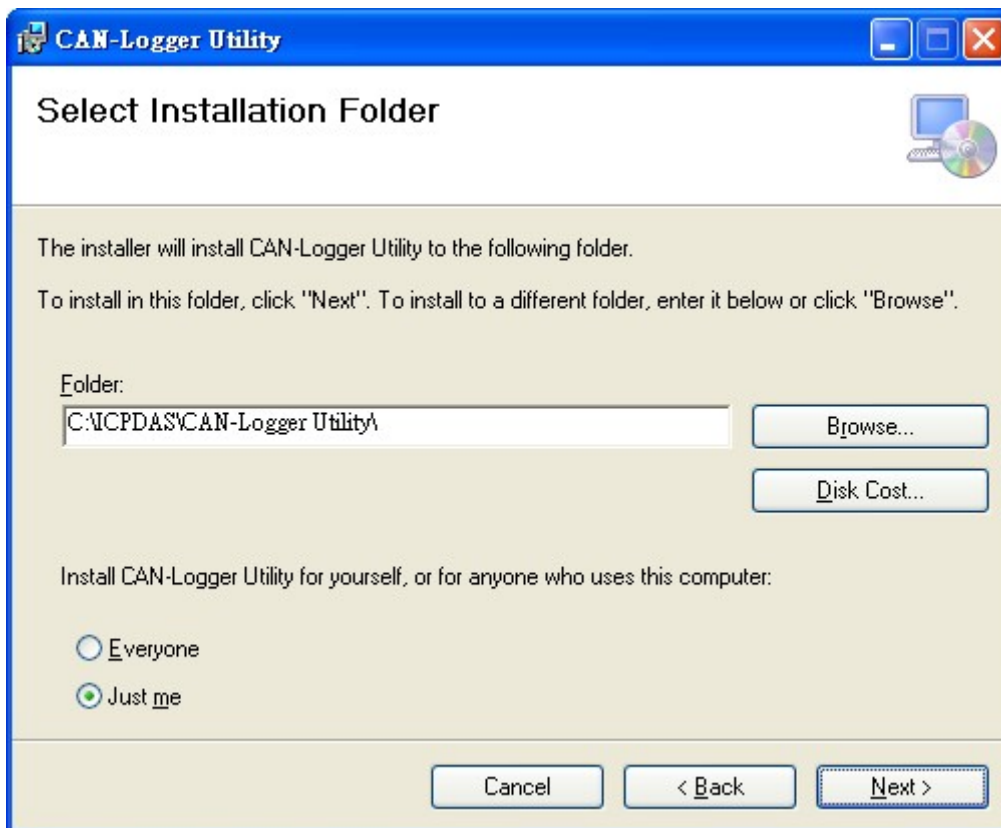 CAN-Logger Utility
Select Installation Folder
The installer will install CAN-Logger Utility to the following folder.
To install in this folder, click "Next". To install to a different folder, enter it below or click "Browse".
Folder:
C:\ICPDAS\CAN-Logger Utility\
Browse...
Disk Cost...
Install CAN-Logger Utility for yourself, or for anyone who uses this computer:
Everyone
Just me
Cancel
< Back
Next >